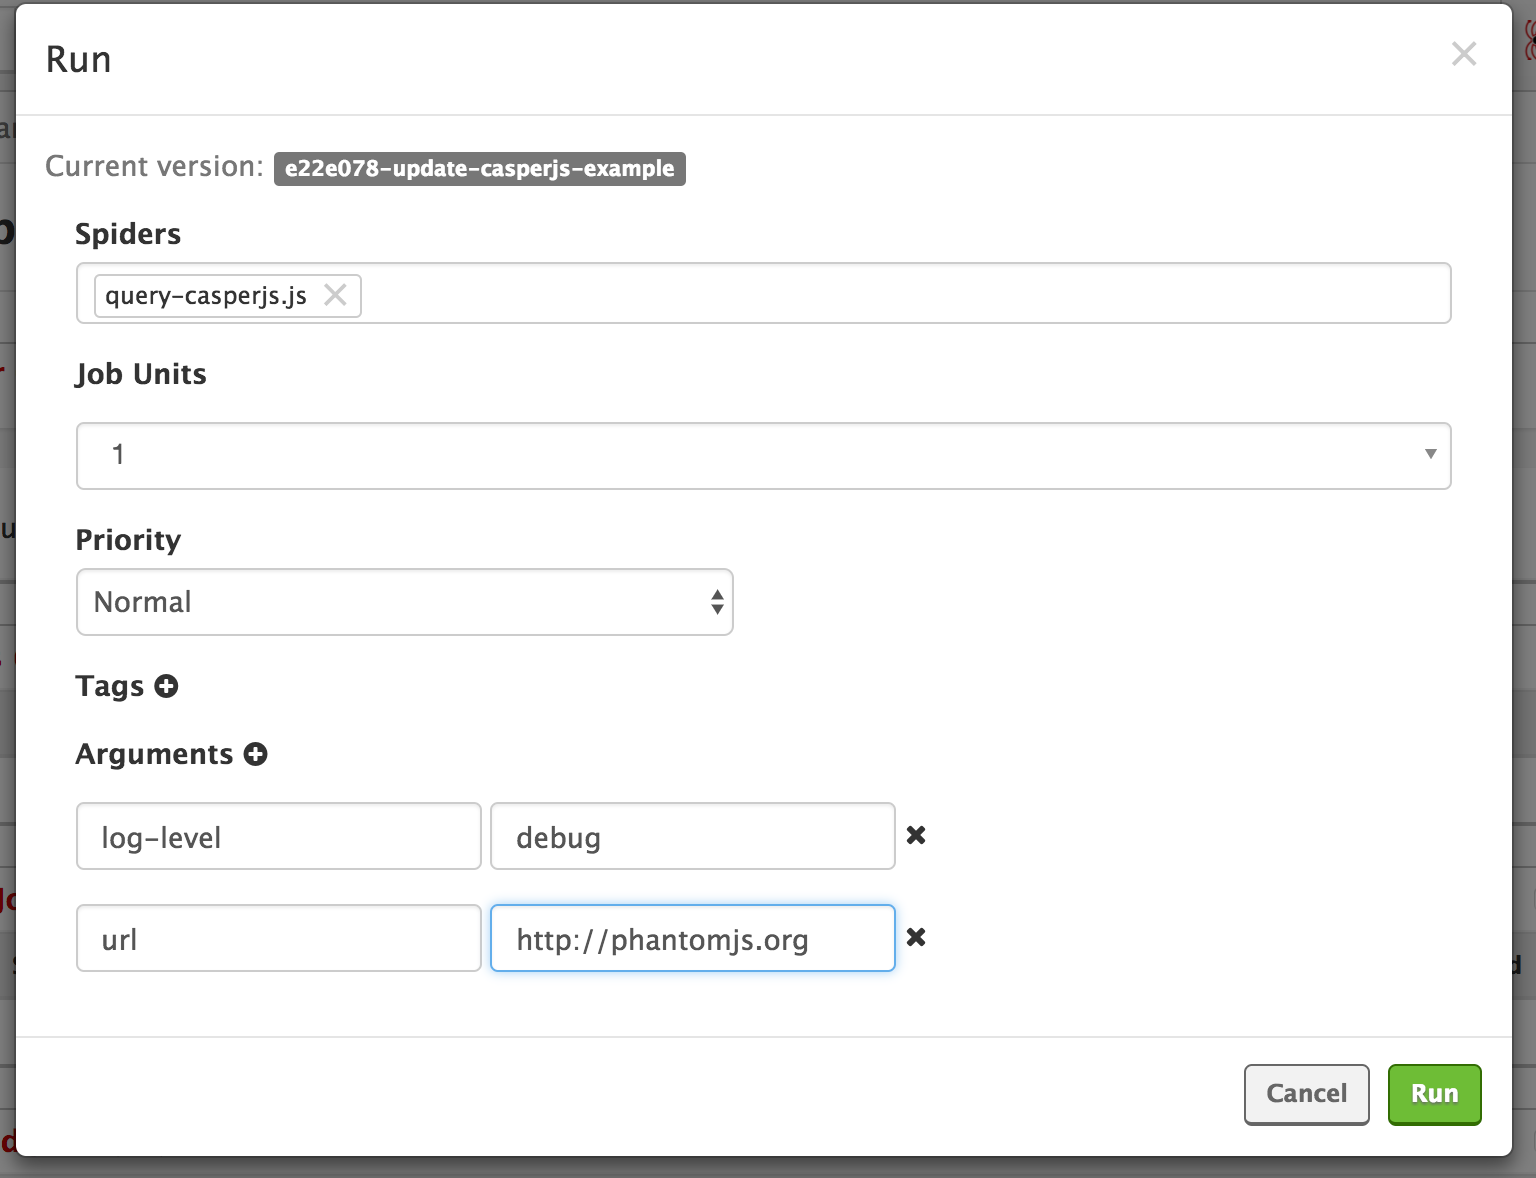 Run
Current version: e22e078-update-casperjs-example
Spiders
query-casperjs.js
Job Units
1
Priority
Normal
Tags
Arguments
log-level debug
url http://phantomjs.org
Cancel Run